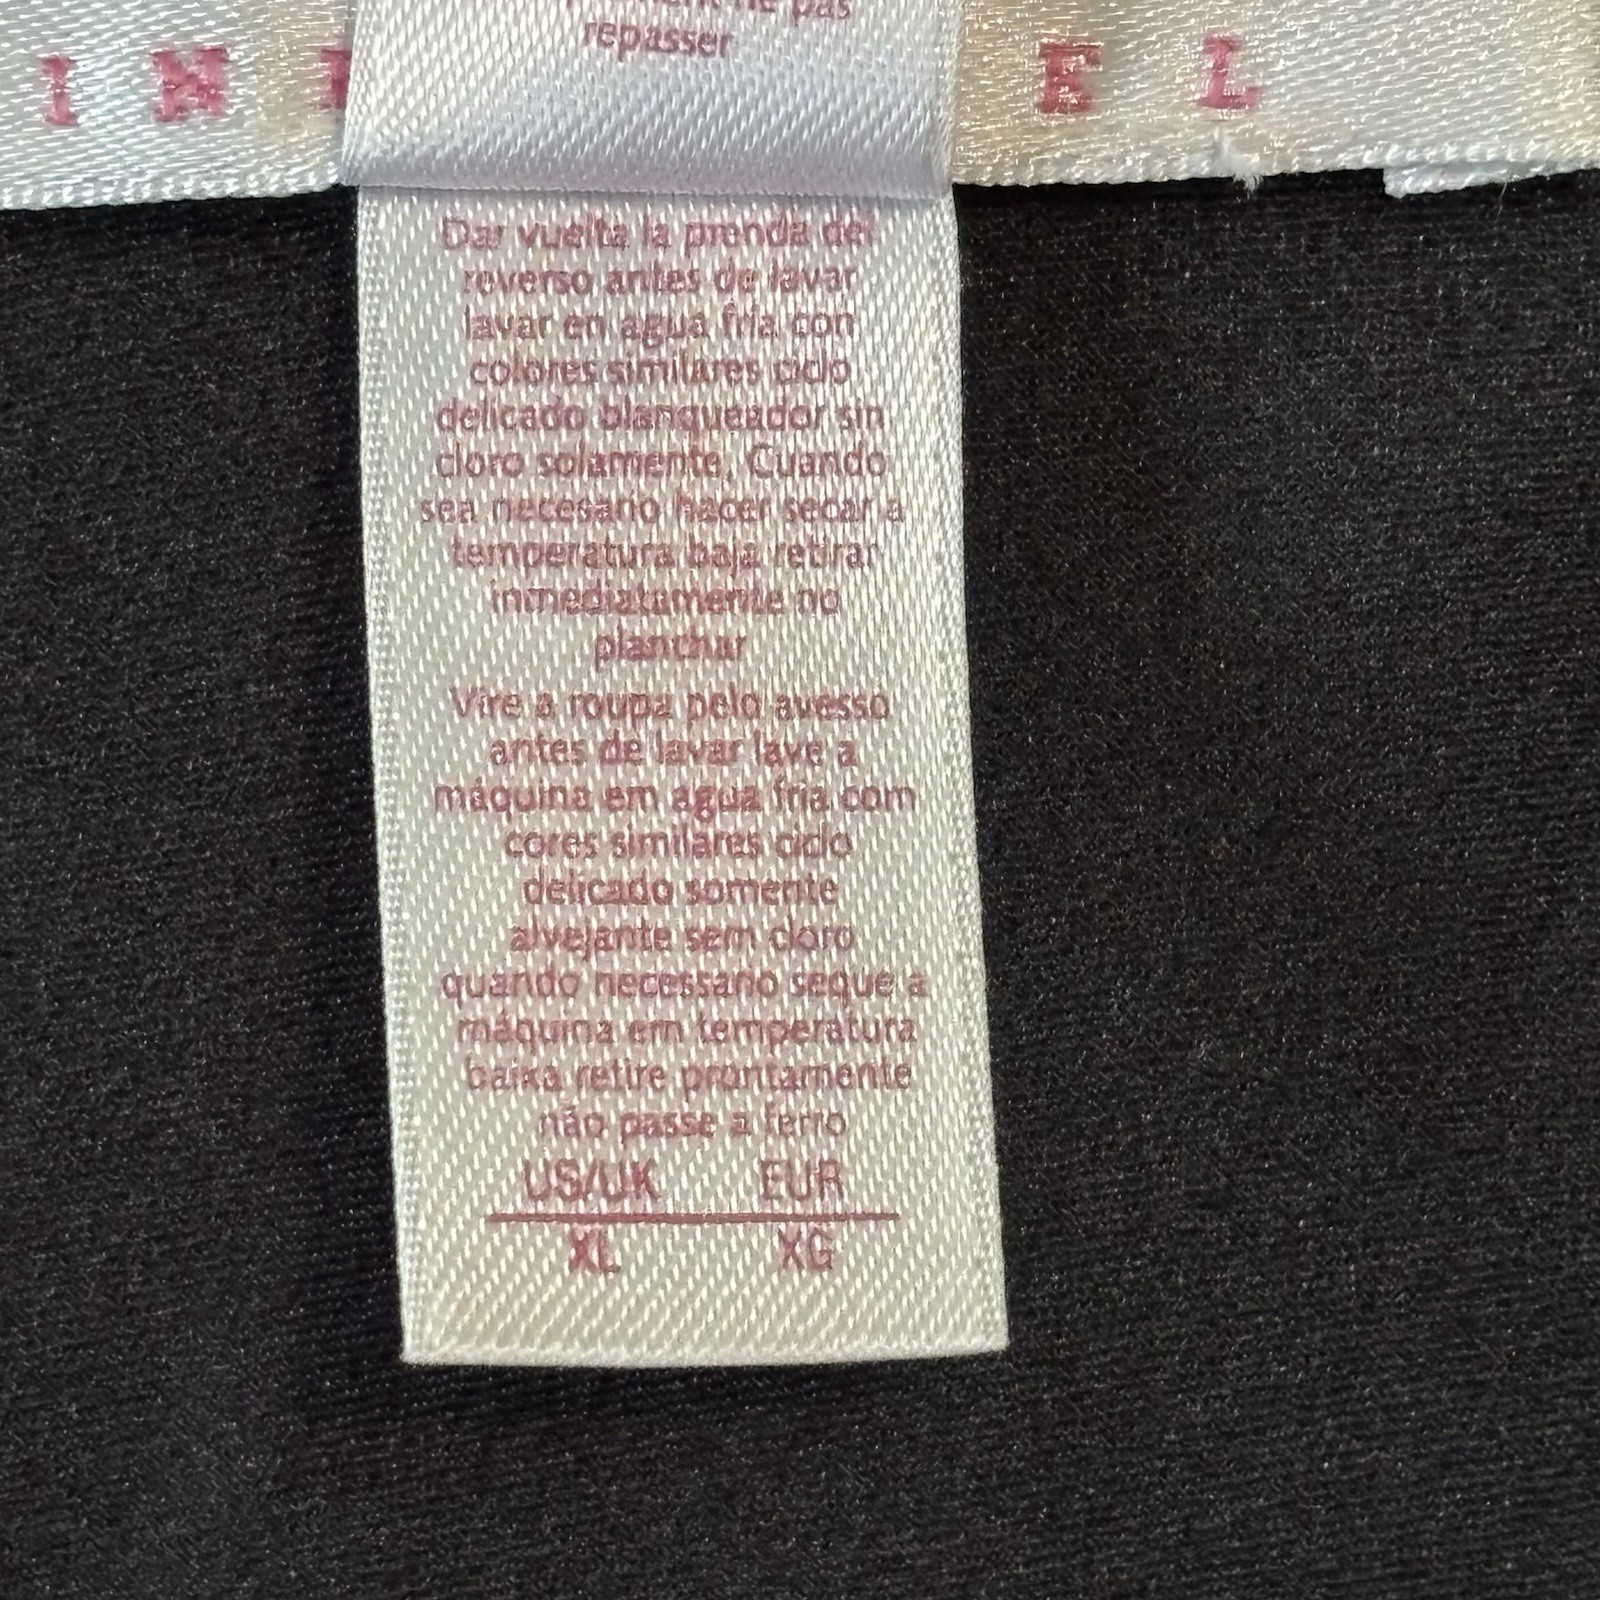 ne pas
repasser
I N E L
Dar vuelta la prenda del
reverso antes de lavar
lavar en agua fría con
colores similares ciclo
delicado blanqueador sin
cloro solamente, Cuando
sea necesario hacer secar a
temperatura baja retirar
inmediatamente no
planchar
Vire a roupa pelo avesso
antes de lavar lave a
máquina em agua fria com
cores similares ciclo
delicado somente
alvejante sem cloro
quando necessario seque a
máquina em temperatura
baixa retire prontamente
não passe a ferro
US/UK EUR
XL XG